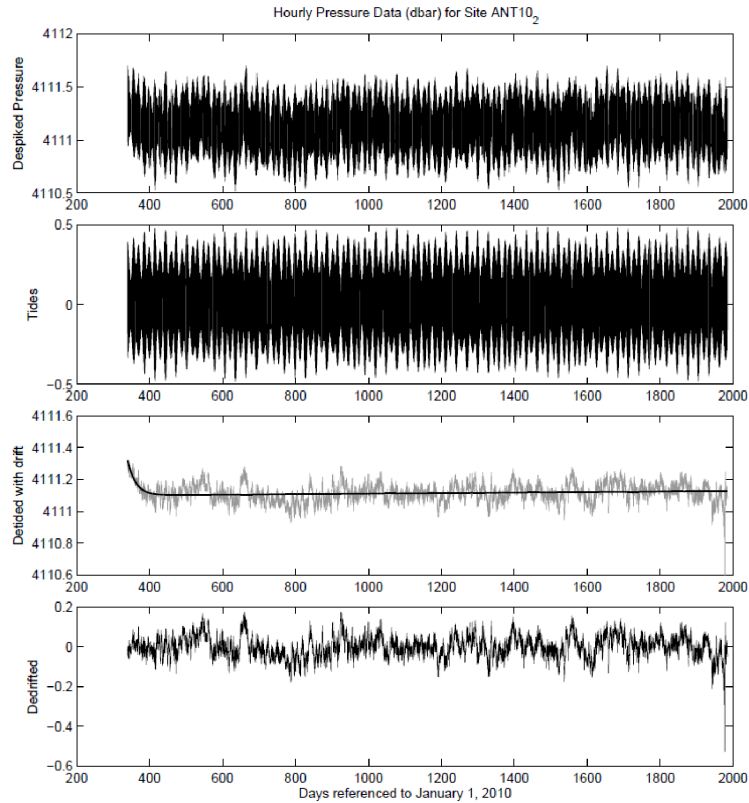 Hourly Pressure Data (dbar) for Site ANT10₂
Despiked Pressure
4112
4111.5
4111
4110.5
200 400 600 800 1000 1200 1400 1600 1800 2000
Tides
0.5
0
−0.5
200 400 600 800 1000 1200 1400 1600 1800 2000
Detided with drift
4111.6
4111.4
4111.2
4111
4110.8
4110.6
200 400 600 800 1000 1200 1400 1600 1800 2000
Dedrifted
0.2
0
−0.2
−0.4
−0.6
200 400 600 800 1000 1200 1400 1600 1800 2000
Days referenced to January 1, 2010